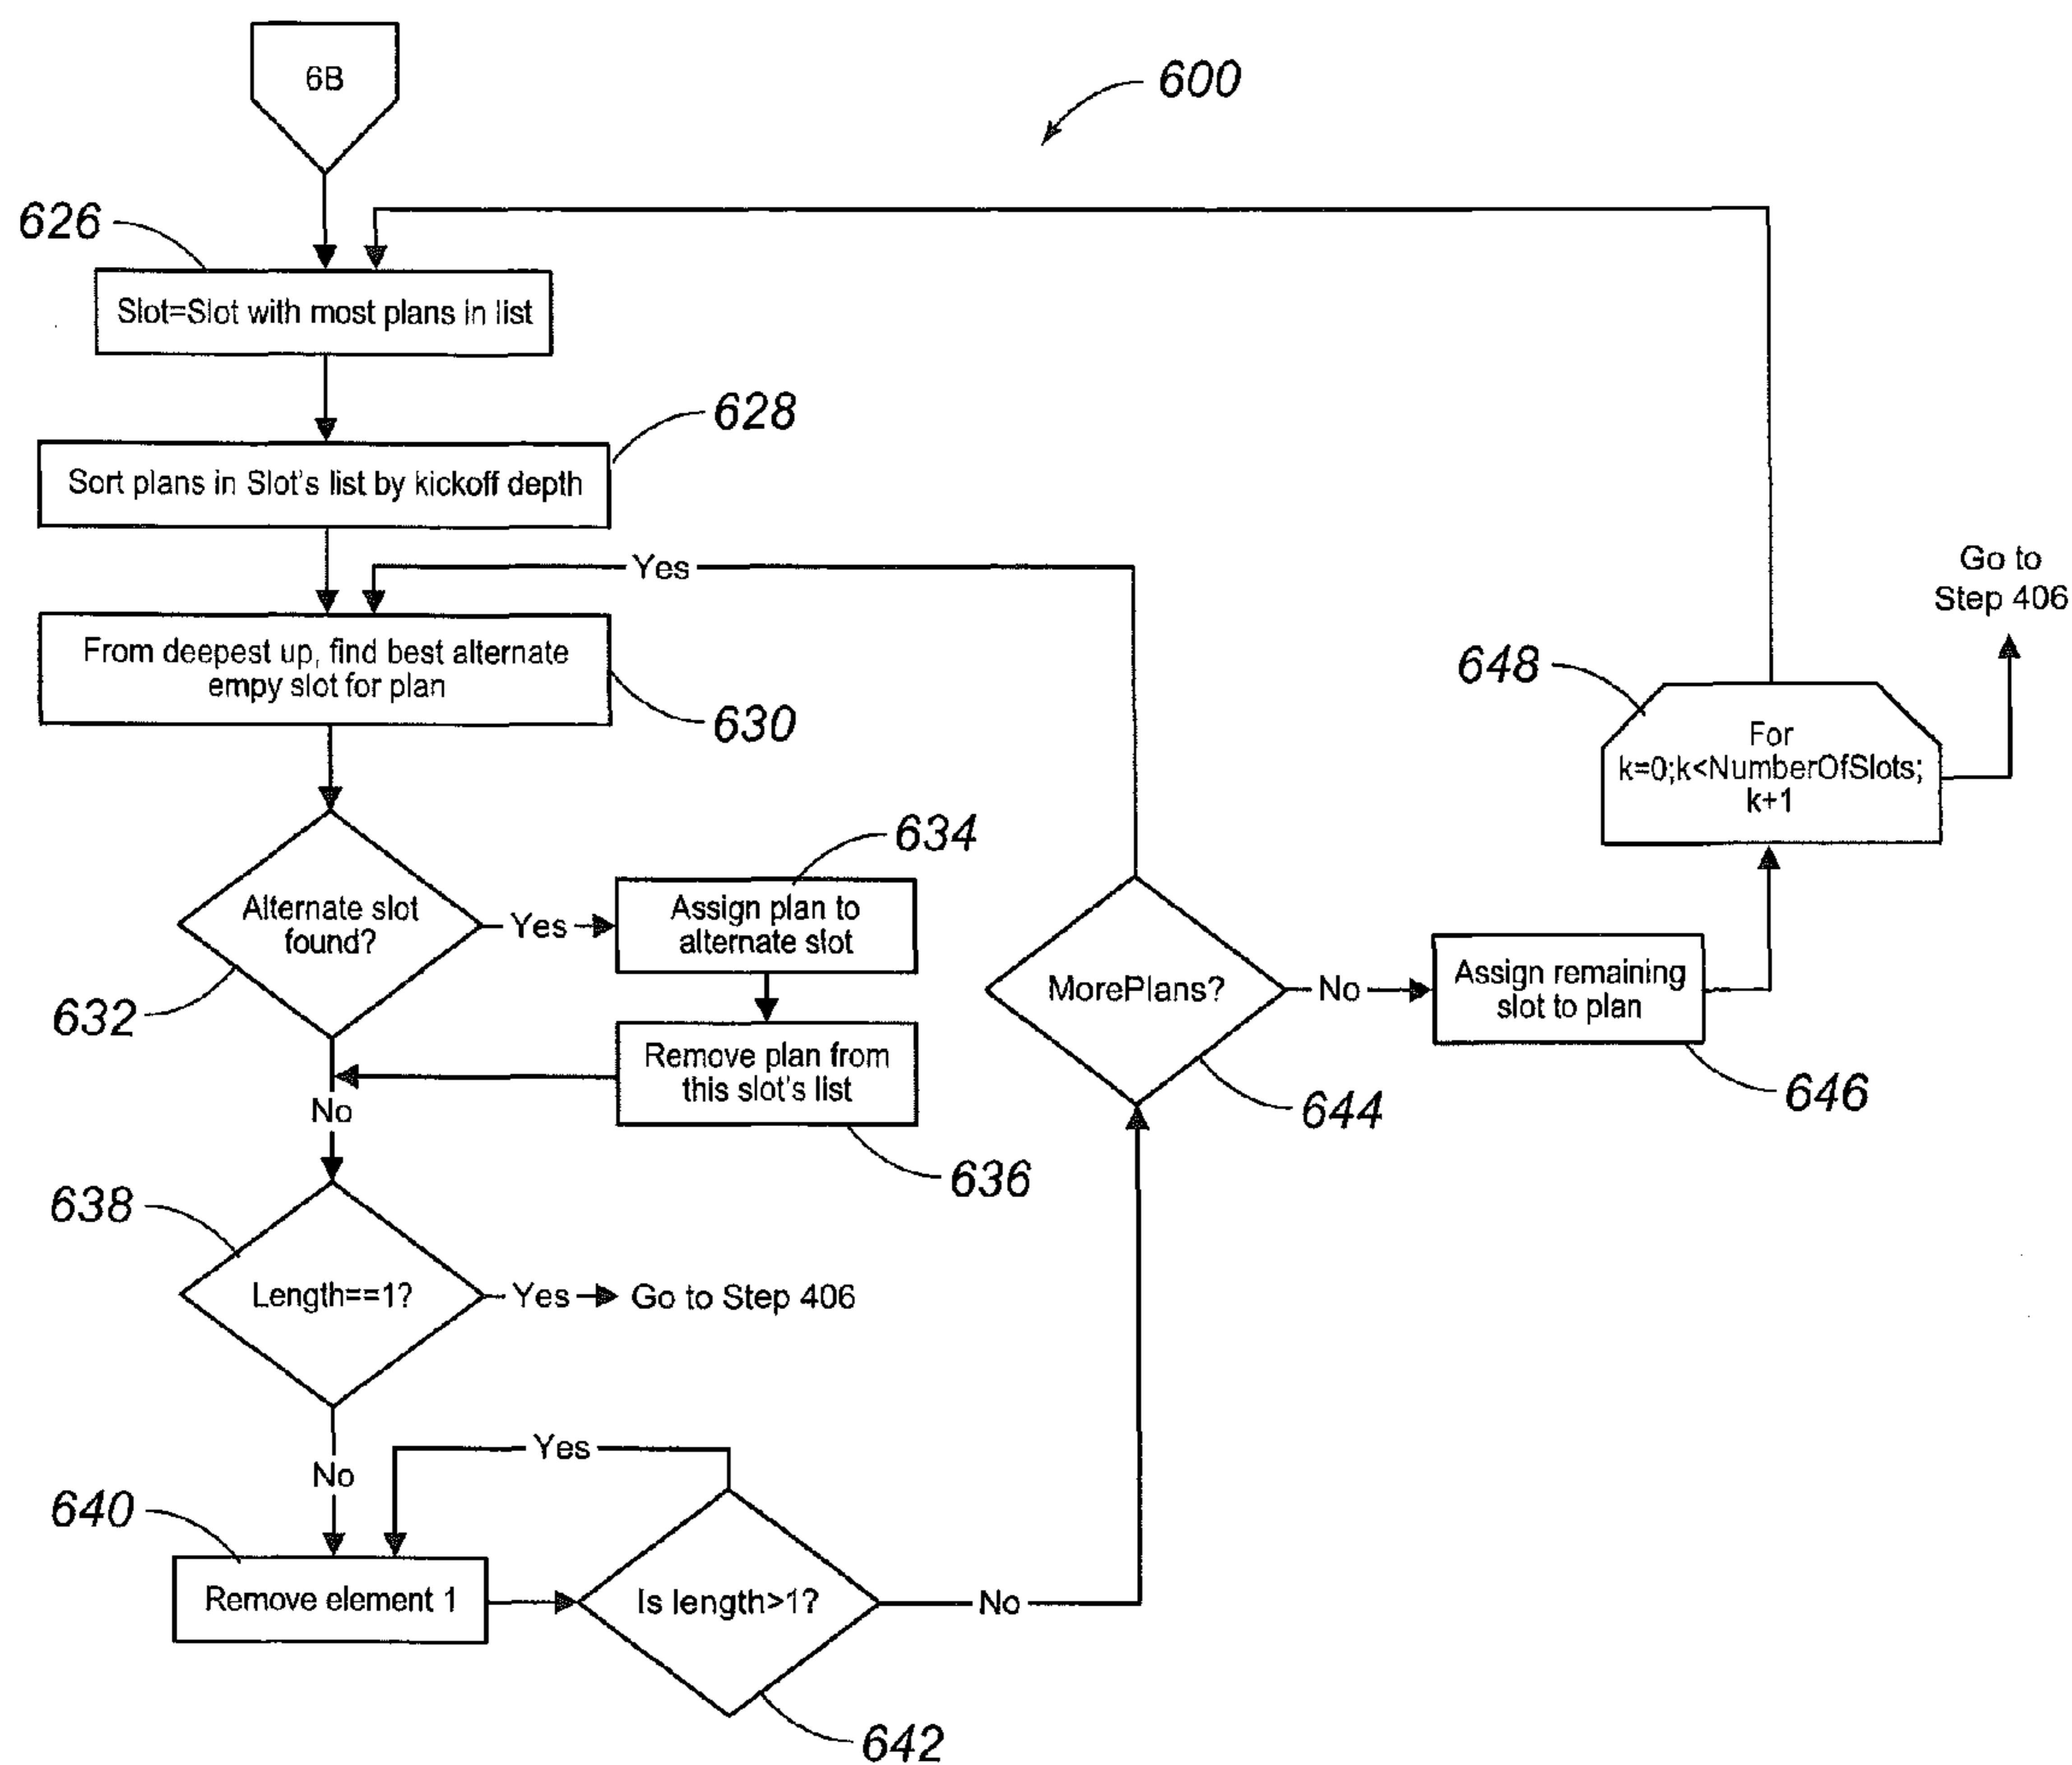 6B
600
626
Slot=Slot with most plans in list
628
Sort plans in Slot's list by kickoff depth
Yes
From deepest up, find best alternate
empy slot for plan
630
Go to
Step 406
648
For
k=0;k<NumberOfSlots;
k+1
634
Alternate slot
found?
Yes
Assign plan to
alternate slot
632
MorePlans?
No
Assign remaining
slot to plan
Remove plan from
this slot's list
No
644
646
636
638
Length==1?
Yes
Go to Step 406
No
Yes
640
Remove element 1
Is length>1?
No
642